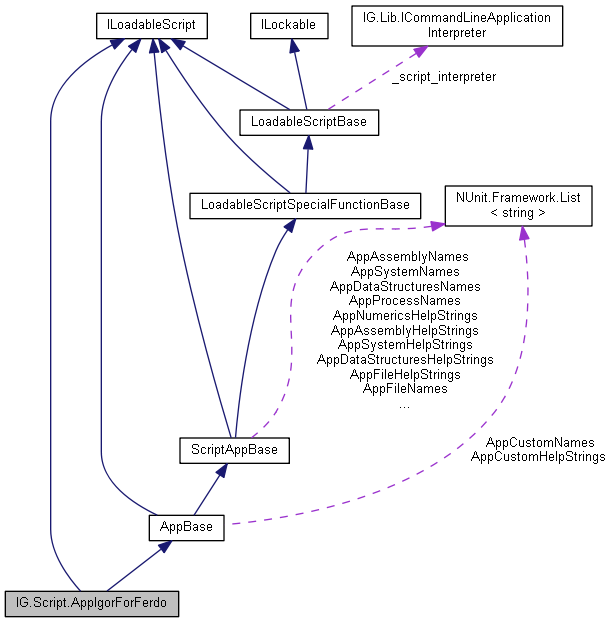 ILoadableScript
ILockable
IG.Lib.ICommandLineApplication
Interpreter
_script_interpreter
LoadableScriptBase
LoadableScriptSpecialFunctionBase
NUnit.Framework.List
< string >
AppAssemblyNames
AppSystemNames
AppDataStructuresNames
AppProcessNames
AppNumericsHelpStrings
AppAssemblyHelpStrings
AppSystemHelpStrings
AppDataStructuresHelpStrings
AppFileHelpStrings
AppFileNames
...
ScriptAppBase
AppCustomNames
AppCustomHelpStrings
AppBase
IG.Script.AppIgorForFerdo